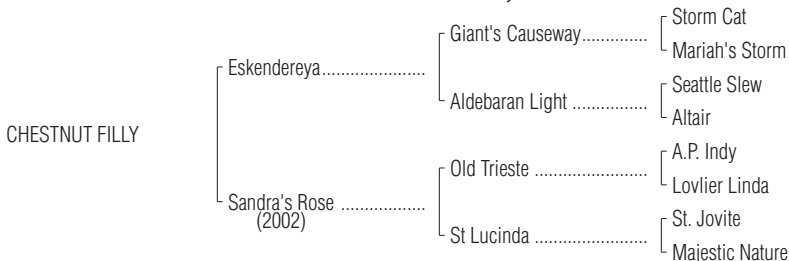 Storm Cat
Giant's Causeway..............
Mariah's Storm
Eskendereya......................
Seattle Slew
Aldebaran Light ................
Altair
CHESTNUT FILLY
A.P. Indy
Old Trieste ........................
Lovlier Linda
Sandra's Rose ..................
(2002)
St. Jovite
St Lucinda ........................
Majestic Nature